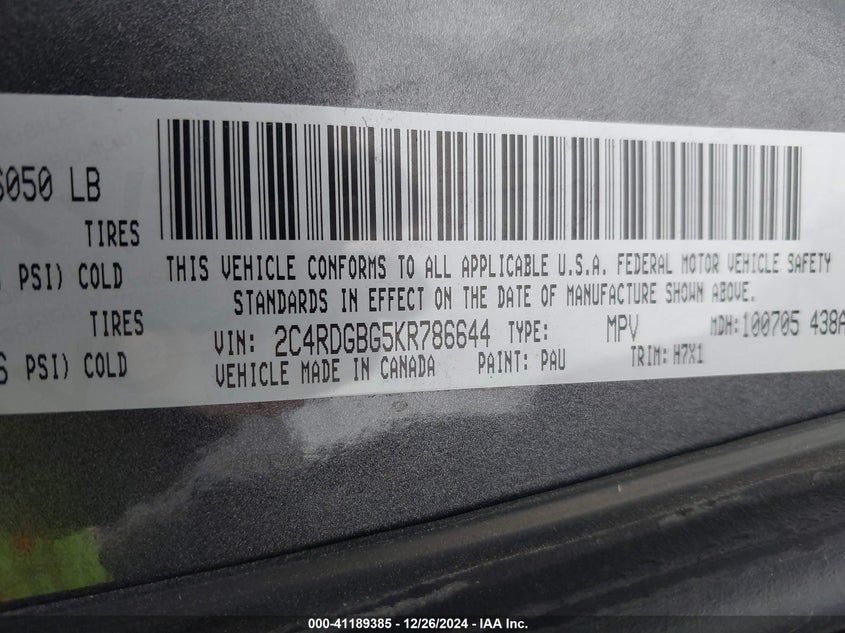 6050 LB
TIRES
PSI) COLD
TIRES
PSI) COLD
THIS VEHICLE CONFORMS TO ALL APPLICABLE U.S.A. FEDERAL MOTOR VEHICLE SAFETY
STANDARDS IN EFFECT ON THE DATE OF MANUFACTURE SHOWN ABOVE.
VIN: 2C4RDGBG5KR786644 TYPE: MPV MDH: 100705 438A
VEHICLE MADE IN CANADA PAINT: PAU TRIM: H7X1
000-41189385 - 12/26/2024 - IAA Inc.